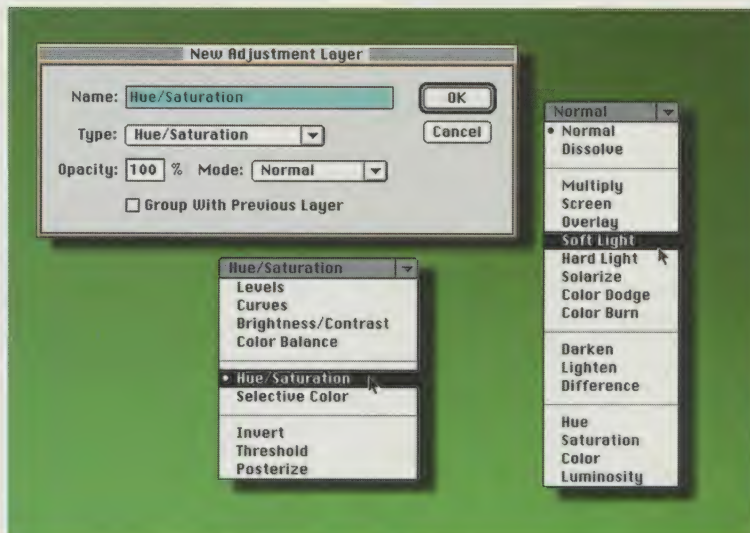 New Adjustment Layer
Name: Hue/Saturation
OK
Type: Hue/Saturation
Cancel
Opacity: 100 % Mode: Normal
Group With Previous Layer
Hue/Saturation
Levels
Curves
Brightness/Contrast
Color Balance
Hue/Saturation
Selective Color
Invert
Threshold
Posterize
Normal
Normal
Dissolve
Multiply
Screen
Overlay
Soft Light
Hard Light
Solarize
Color Dodge
Color Burn
Darken
Lighten
Difference
Hue
Saturation
Color
Luminosity